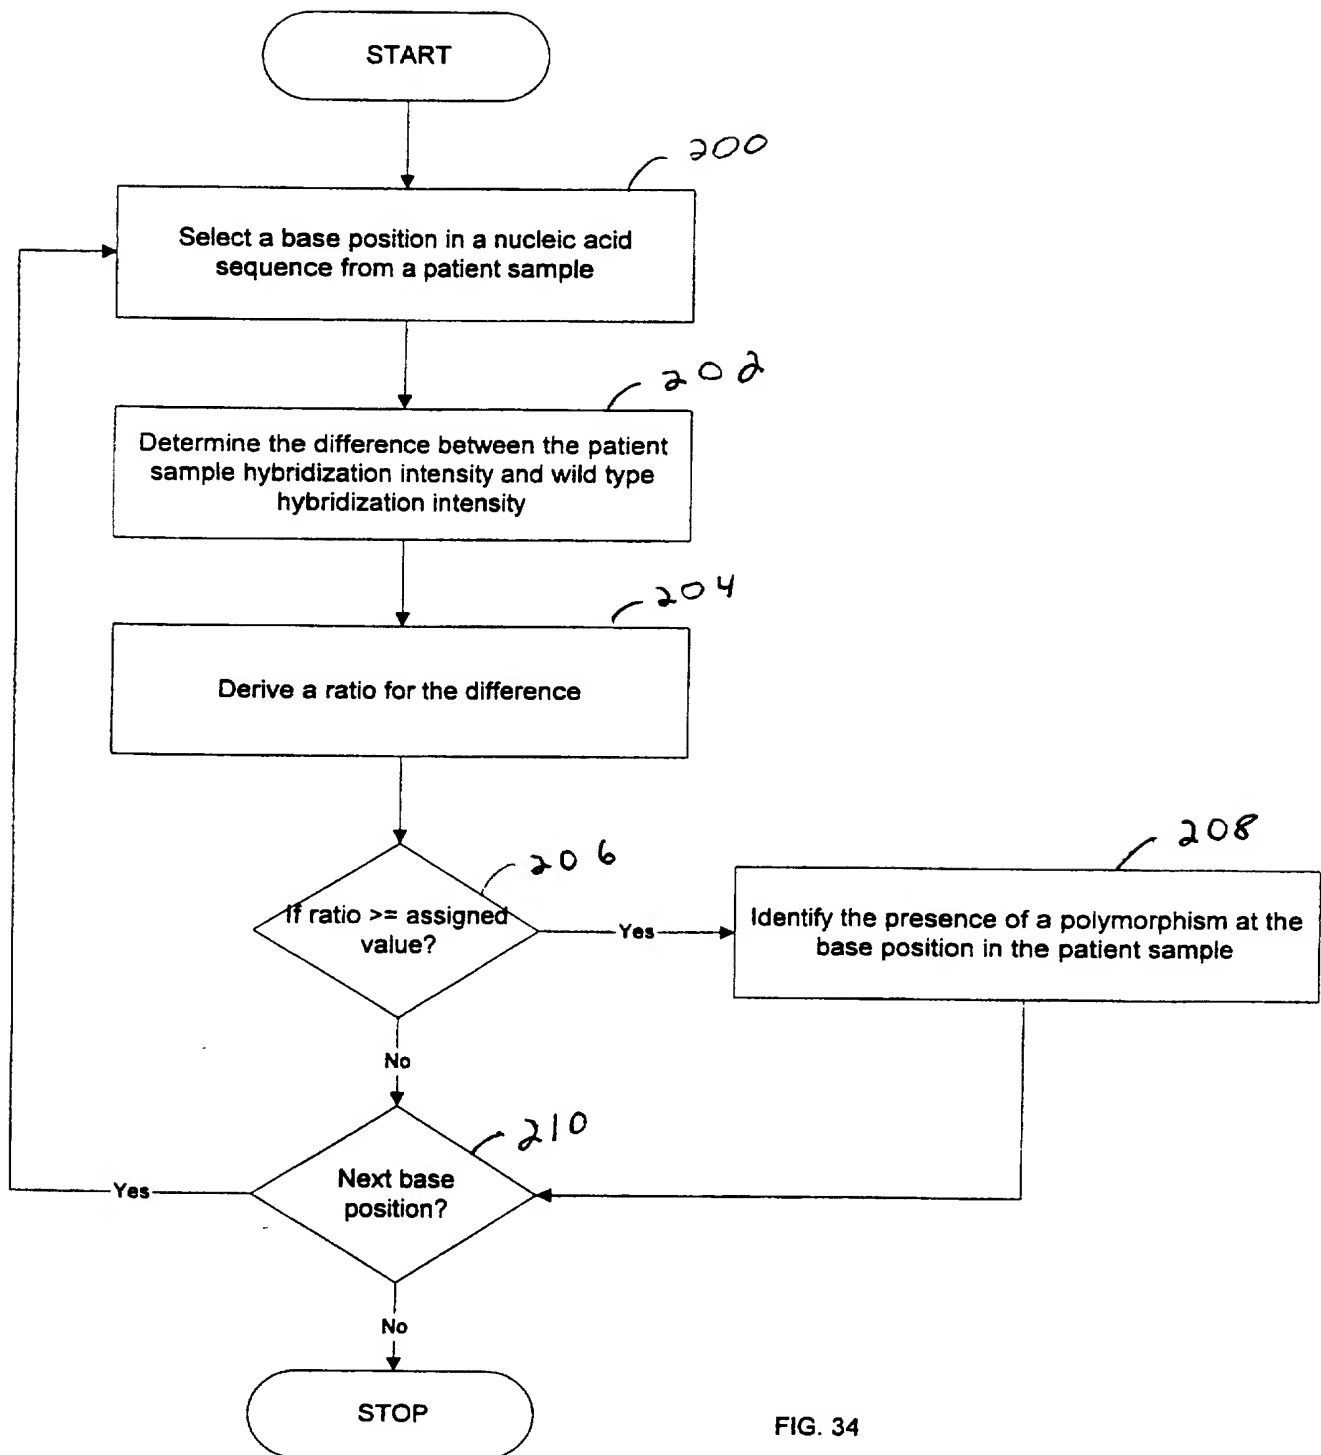 START
200
Select a base position in a nucleic acid
sequence from a patient sample
202
Determine the difference between the patient
sample hybridization intensity and wild type
hybridization intensity
204
Derive a ratio for the difference
206
If ratio >= assigned
value?
Yes
208
Identify the presence of a polymorphism at the
base position in the patient sample
No
210
Next base
position?
Yes
No
STOP
FIG. 34